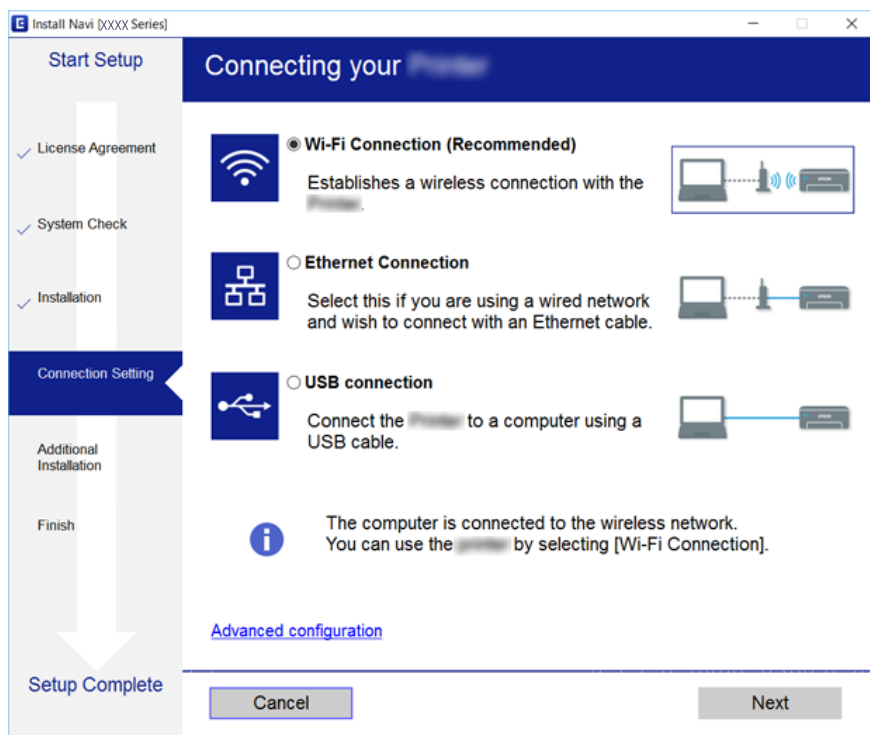 Install Navi [XXXX Series]
Start Setup
License Agreement
System Check
Installation
Connection Setting
Additional
Installation
Finish
Setup Complete
Connecting your
Wi-Fi Connection (Recommended)
Establishes a wireless connection with the
.
Ethernet Connection
Select this if you are using a wired network
and wish to connect with an Ethernet cable.
USB connection
Connect the to a computer using a
USB cable.
The computer is connected to the wireless network.
You can use the by selecting [Wi-Fi Connection].
Advanced configuration
Cancel
Next